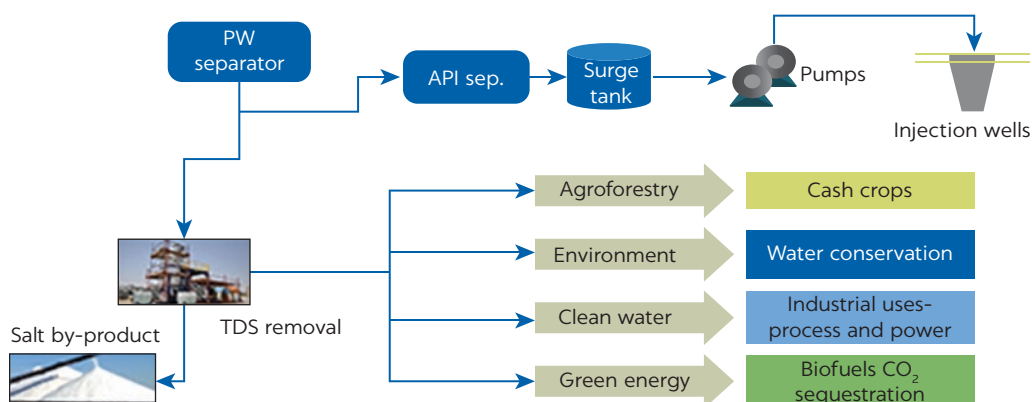 PW
separator
API sep.
Surge
tank
Pumps
Injection wells
Agroforestry
Cash crops
Environment
Water conservation
TDS removal
Clean water
Industrial uses-
process and power
Salt by-product
Green energy
Biofuels CO₂
sequestration